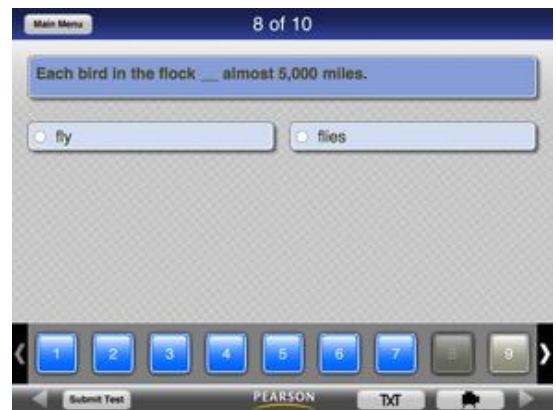 Main Menu
8 of 10
Each bird in the flock __ almost 5,000 miles.
fly
flies
1 2 3 4 5 6 7 8 9
Submit Test
PEARSON
TXT